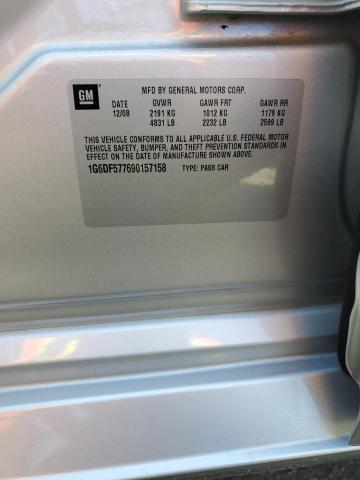 GM
MFD BY GENERAL MOTORS CORP.
DATE GVWR GAWR FRT GAWR RR
12/08 2191 KG 1012 KG 1179 KG
4831 LB 2232 LB 2599 LB
THIS VEHICLE CONFORMS TO ALL APPLICABLE U.S. FEDERAL MOTOR
VEHICLE SAFETY, BUMPER, AND THEFT PREVENTION STANDARDS IN
EFFECT ON THE DATE OF MANUFACTURE SHOWN ABOVE.
1G6DF577690157158 TYPE: PASS CAR